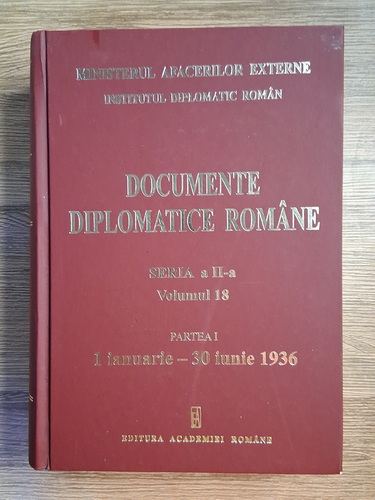 MINISTERUL AFACERILOR EXTERNE
INSTITUTUL DIPLOMATIC ROMÂN
DOCUMENTE
DIPLOMATICE ROMÂNE
SERIA a II-a
Volumul 18
PARTEA I
1 ianuarie – 30 iunie 1936
EDITURA ACADEMIEI ROMÂNE